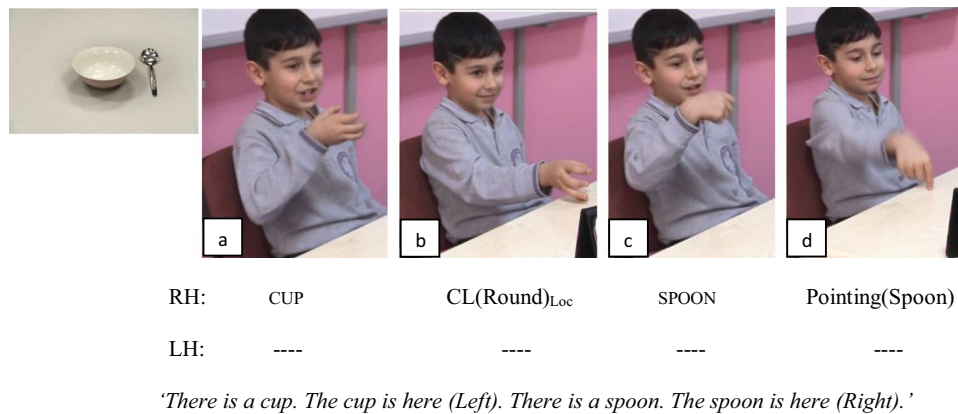 a b c d
RH: CUP CL(Round)Loc SPOON Pointing(Spoon)
LH: ---- ---- ---- ----
‘There is a cup. The cup is here (Left). There is a spoon. The spoon is here (Right).’